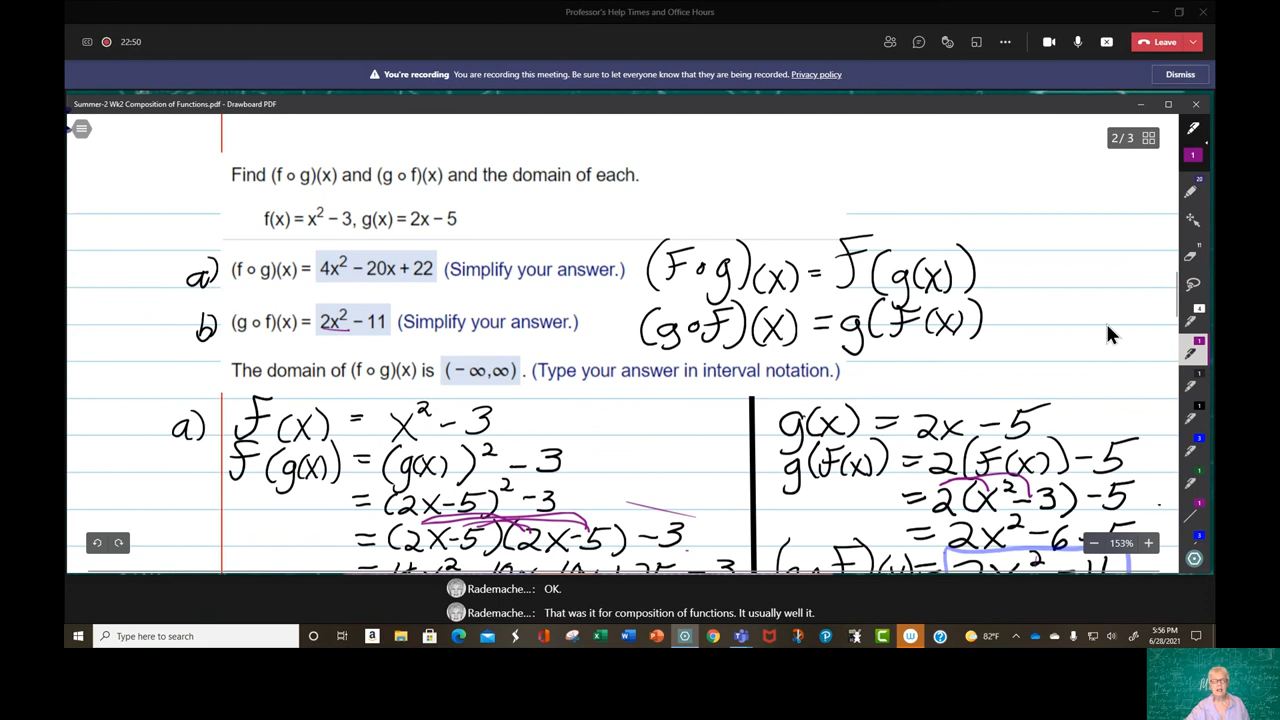 Professor's Help Times and Office Hours
22:50
Leave
You're recording You are recording this meeting. Be sure to let everyone know that they are being recorded. Privacy policy
Dismiss
Summer-2 Wk2 Composition of Functions.pdf - Drawboard PDF
2 / 3
Find (f ∘ g)(x) and (g ∘ f)(x) and the domain of each.
f(x) = x² − 3, g(x) = 2x − 5
a) (f ∘ g)(x) = 4x² − 20x + 22 (Simplify your answer.) (f ∘ g)(x) = f(g(x))
b (g ∘ f)(x) = 2x² − 11 (Simplify your answer.) (g ∘ f)(x) = g(f(x))
The domain of (f ∘ g)(x) is (−∞,∞). (Type your answer in interval notation.)
a) f(x) = x² − 3
f(g(x)) = (g(x))² − 3
= (2x−5)² − 3
= (2x−5)(2x−5) − 3
g(x) = 2x − 5
g(f(x)) = 2(f(x)) − 5
= 2(x² − 3) − 5
= 2x² − 6 − 5
153%
Rademache...: OK.
Rademache...: That was it for composition of functions. It usually well it.
Type here to search
82°F
5:56 PM
6/28/2021